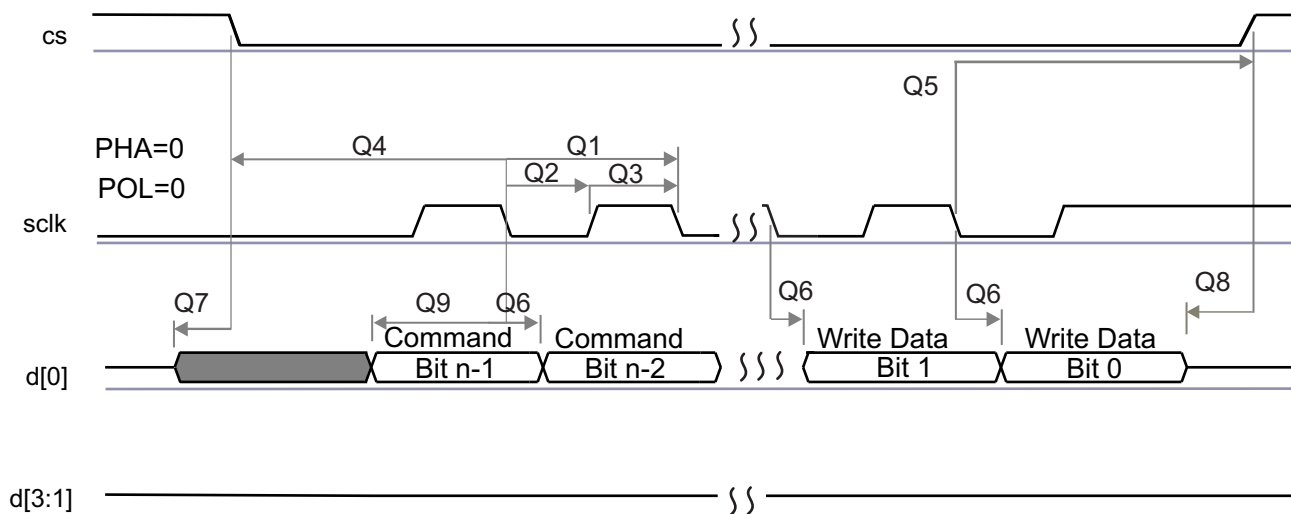 cs
Q5
PHA=0
Q4
Q1
POL=0
Q2
Q3
sclk
Q7
Q9
Q6
Q6
Q6
Q8
Command
Command
Write Data
Write Data
d[0]
Bit n-1
Bit n-2
Bit 1
Bit 0
d[3:1]